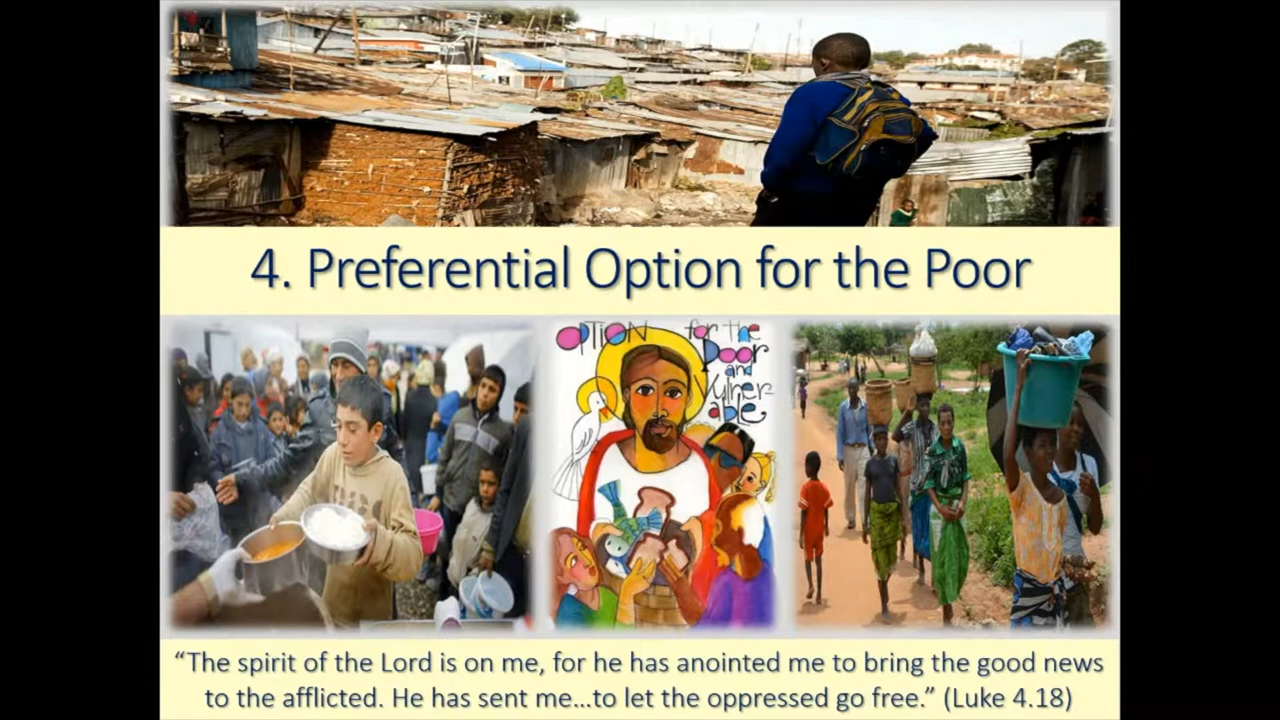 4. Preferential Option for the Poor
OPTION for the
Poor
and
Vulner-
able
“The spirit of the Lord is on me, for he has anointed me to bring the good news
to the afflicted. He has sent me...to let the oppressed go free.” (Luke 4.18)